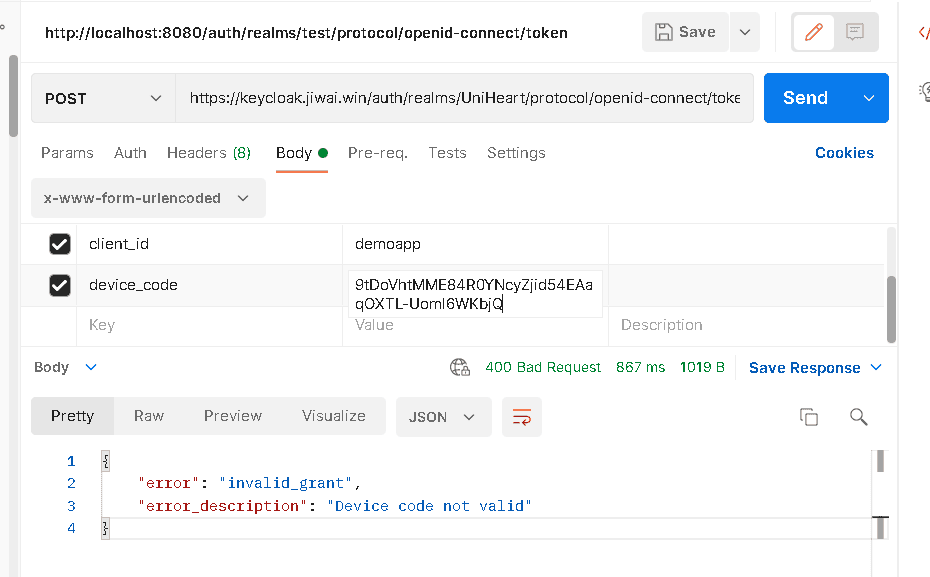 http://localhost:8080/auth/realms/test/protocol/openid-connect/token
Save
POST
https://keycloak.jiwai.win/auth/realms/UniHeart/protocol/openid-connect/toke
Send
Params Auth Headers (8) Body Pre-req. Tests Settings Cookies
x-www-form-urlencoded
client_id demoapp
device_code 9tDoVhtMME84R0YNcyZjid54EAa
qOXTL-UomI6WKbjQ
Key Value Description
Body 400 Bad Request 867 ms 1019 B Save Response
Pretty Raw Preview Visualize JSON
1 {
2 "error": "invalid_grant",
3 "error_description": "Device code not valid"
4 }